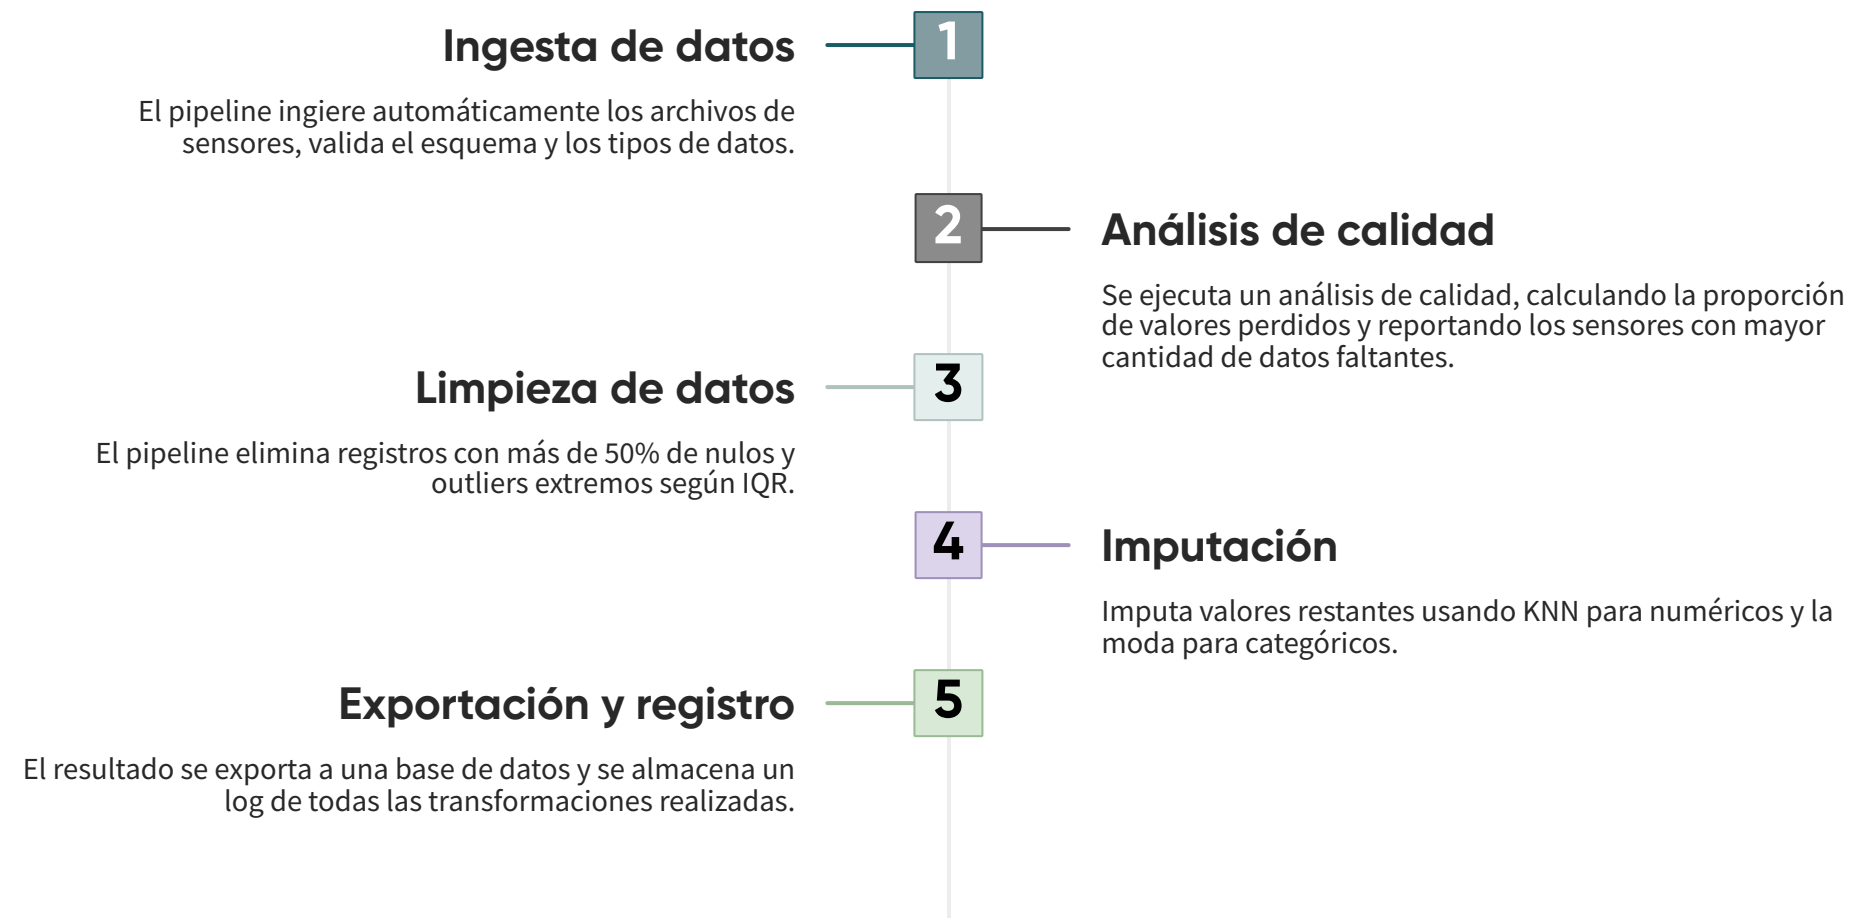 1
Ingesta de datos
El pipeline ingiere automáticamente los archivos de
sensores, valida el esquema y los tipos de datos.
2
Análisis de calidad
Se ejecuta un análisis de calidad, calculando la proporción
de valores perdidos y reportando los sensores con mayor
cantidad de datos faltantes.
3
Limpieza de datos
El pipeline elimina registros con más de 50% de nulos y
outliers extremos según IQR.
4
Imputación
Imputa valores restantes usando KNN para numéricos y la
moda para categóricos.
5
Exportación y registro
El resultado se exporta a una base de datos y se almacena un
log de todas las transformaciones realizadas.